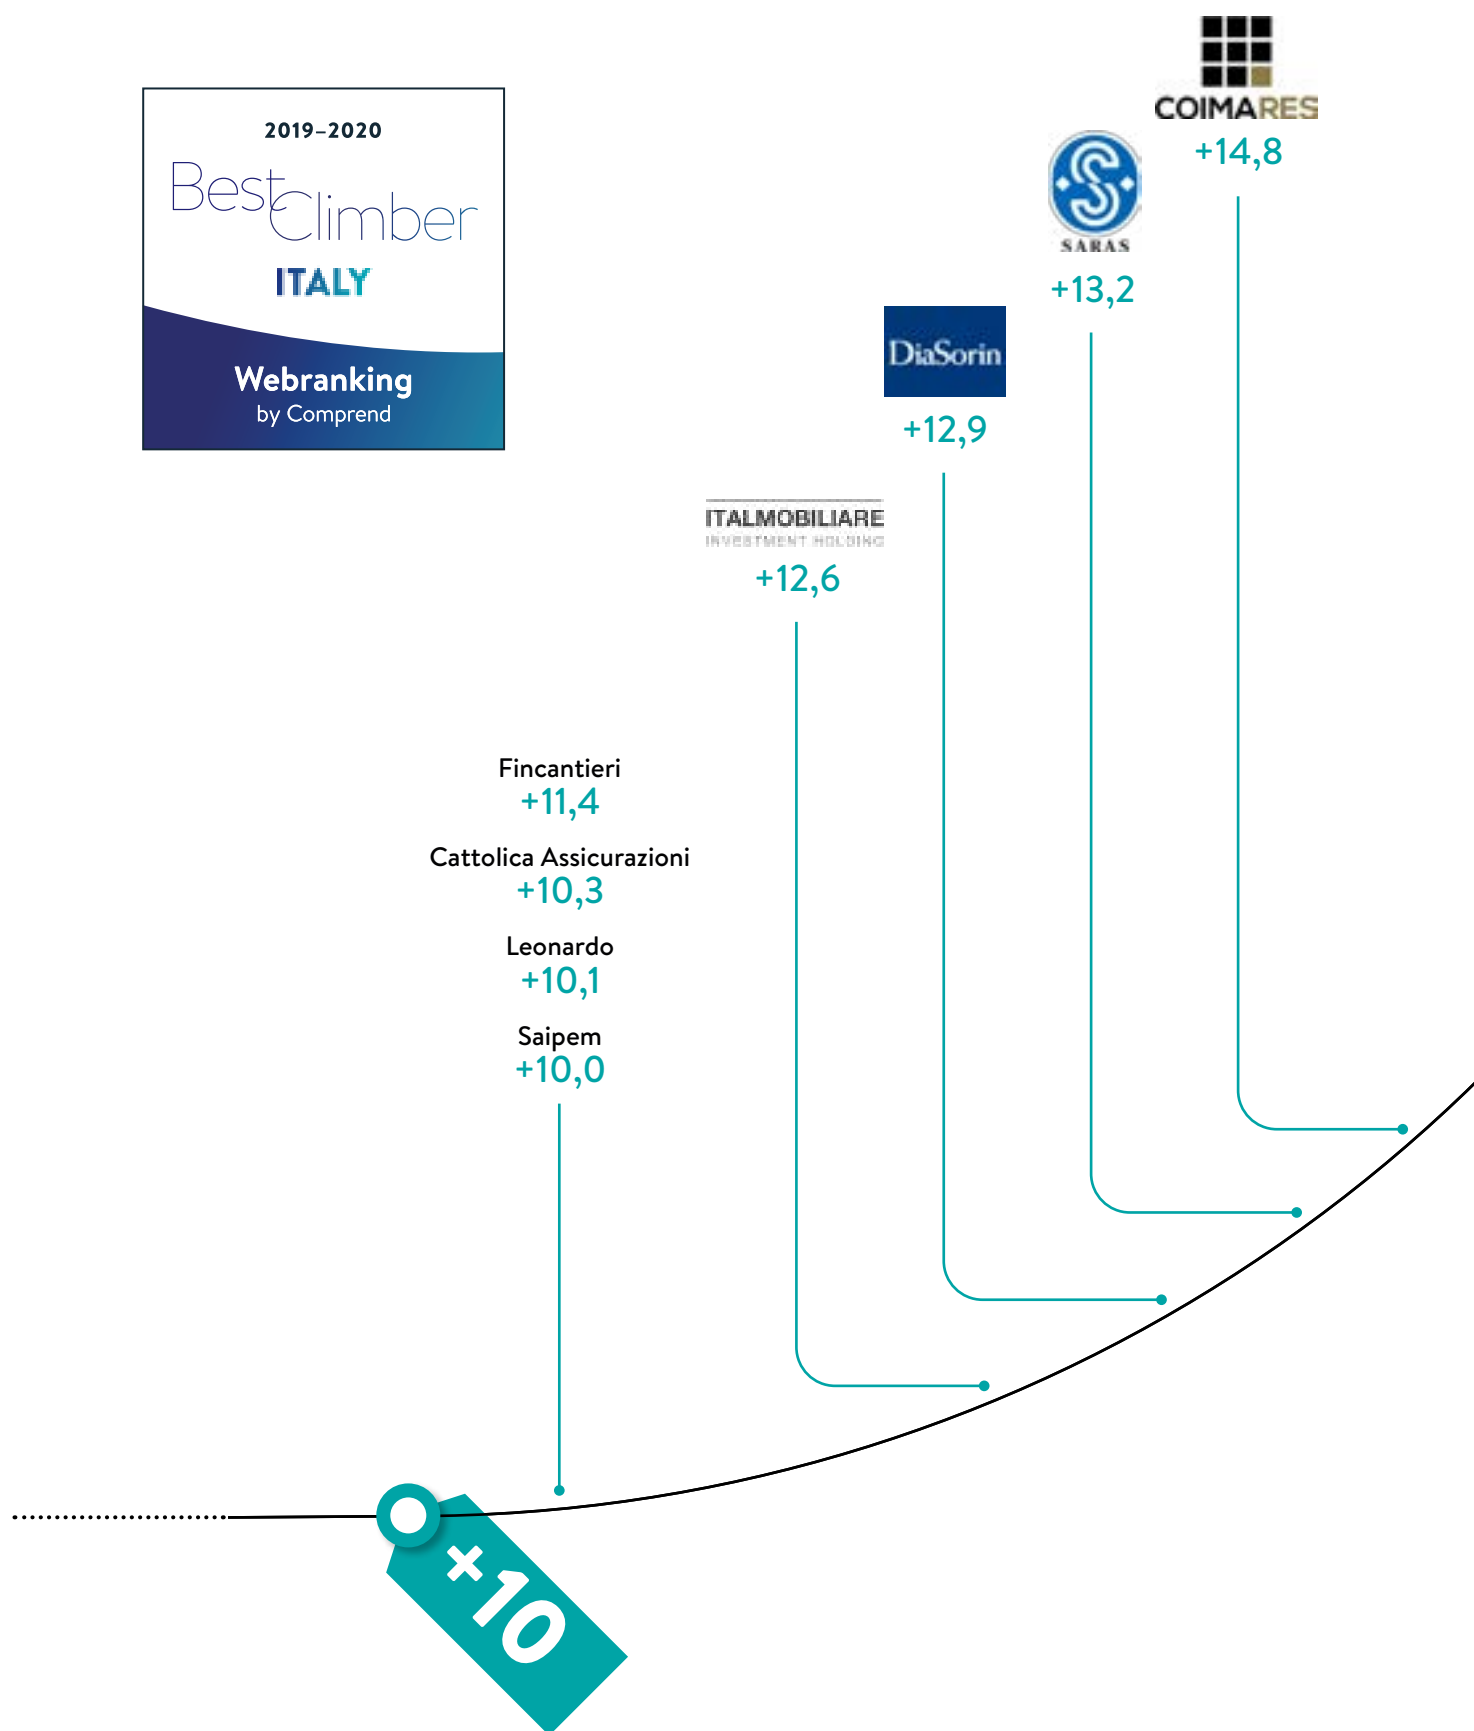 2019–2020
Best Climber
ITALY
Webranking
by Comprend
COIMARES
+14,8
SARAS
+13,2
DiaSorin
+12,9
ITALMOBILIARE
INVESTMENT HOLDING
+12,6
Fincantieri
+11,4
Cattolica Assicurazioni
+10,3
Leonardo
+10,1
Saipem
+10,0
+10